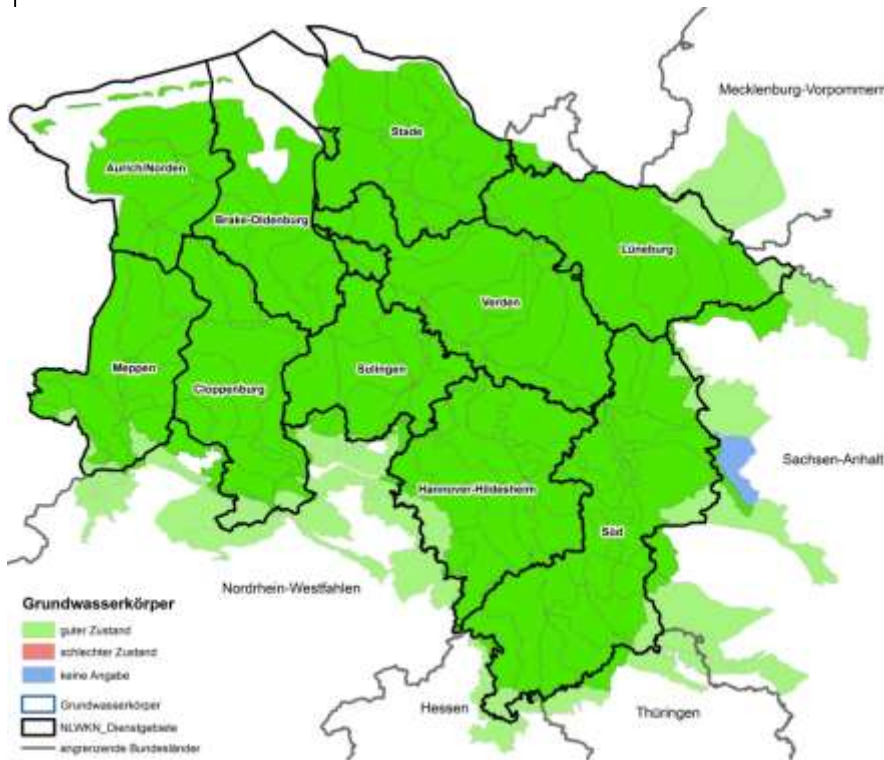 Mecklenburg-Vorpommern
Stade
Aurich/Norden
Brake-Oldenburg
Lüneburg
Verden
Meppen
Sulingen
Cloppenburg
Sachsen-Anhalt
Hannover-Hildesheim
Süd
Nordrhein-Westfahlen
Grundwasserkörper
guter Zustand
schlechter Zustand
keine Angabe
Grundwasserkörper
NLWKN_Dienstgebiete
angrenzende Bundesländer
Hessen
Thüringen